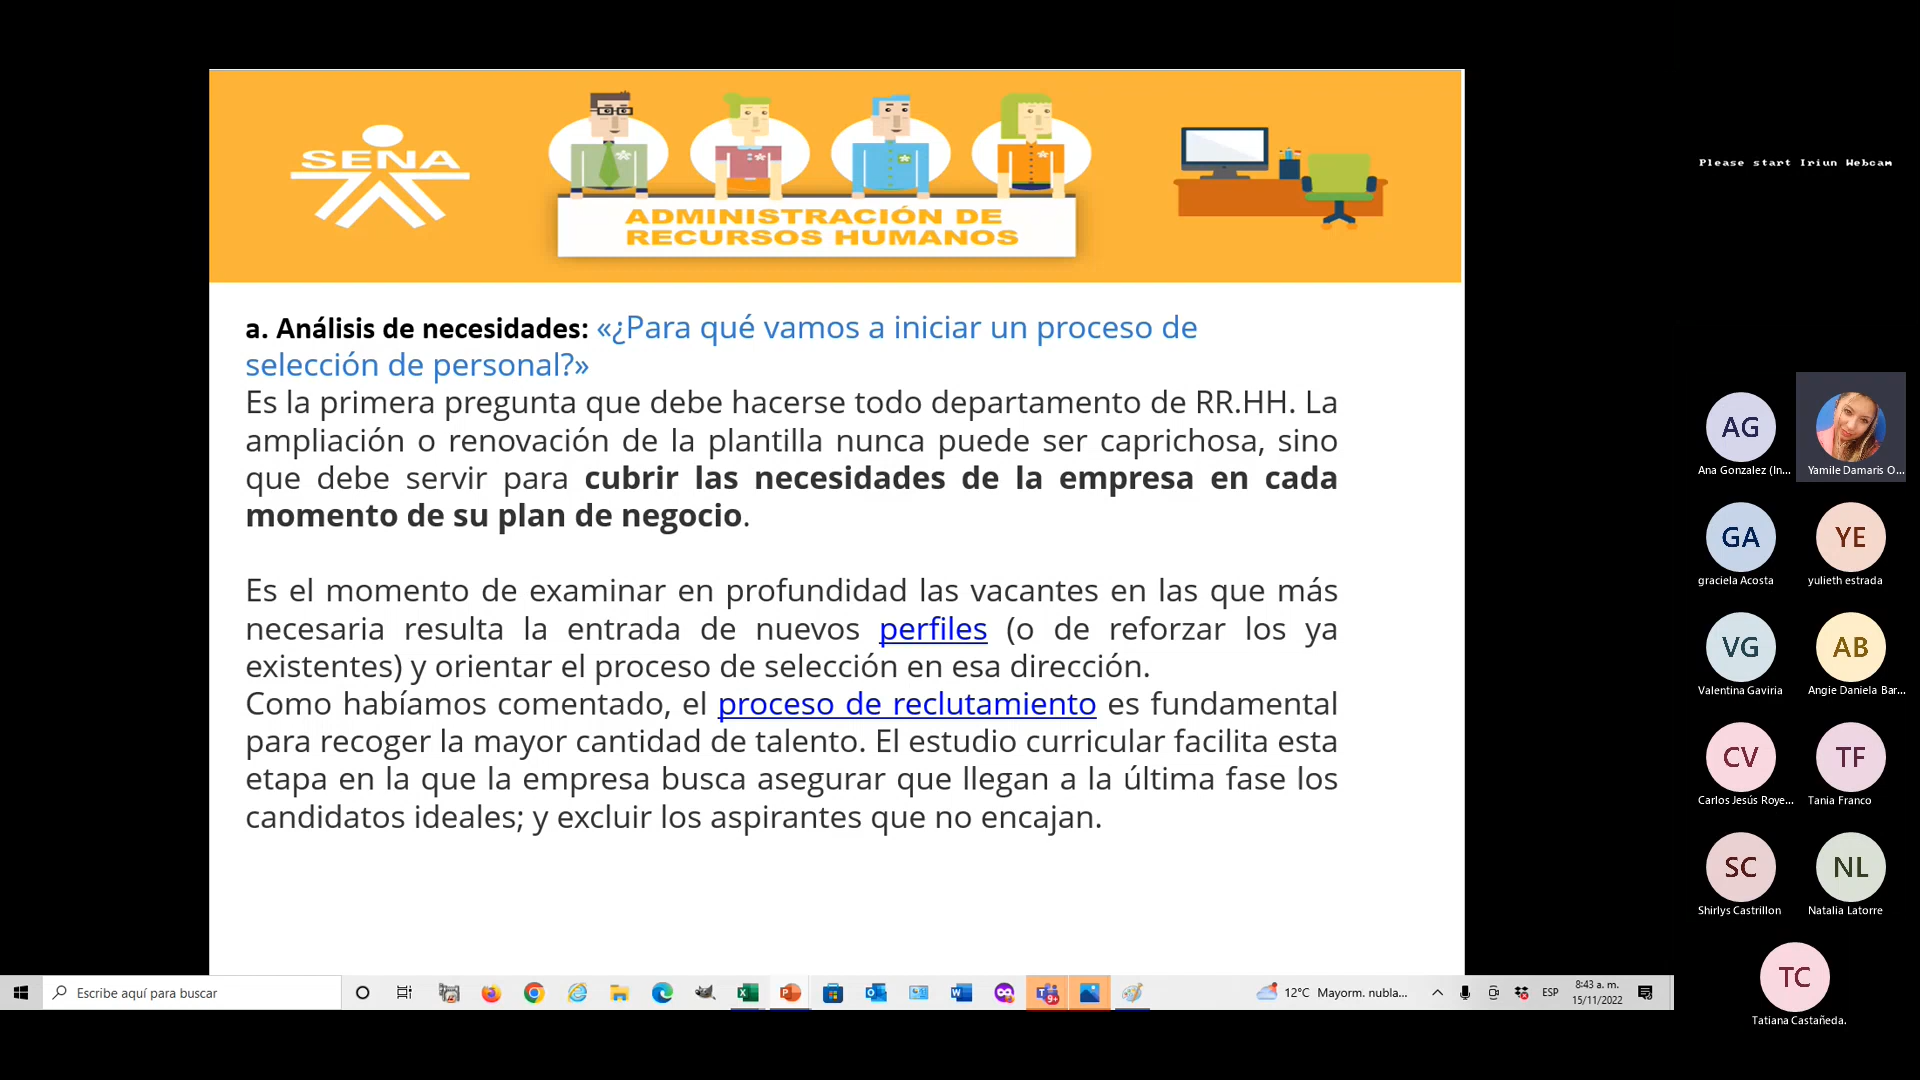 SENA
ADMINISTRACIÓN DE
RECURSOS HUMANOS
a. Análisis de necesidades: «¿Para qué vamos a iniciar un proceso de
selección de personal?»
Es la primera pregunta que debe hacerse todo departamento de RR.HH. La
ampliación o renovación de la plantilla nunca puede ser caprichosa, sino
que debe servir para cubrir las necesidades de la empresa en cada
momento de su plan de negocio.
Es el momento de examinar en profundidad las vacantes en las que más
necesaria resulta la entrada de nuevos perfiles (o de reforzar los ya
existentes) y orientar el proceso de selección en esa dirección.
Como habíamos comentado, el proceso de reclutamiento es fundamental
para recoger la mayor cantidad de talento. El estudio curricular facilita esta
etapa en la que la empresa busca asegurar que llegan a la última fase los
candidatos ideales; y excluir los aspirantes que no encajan.
Please start Iriun Webcam
AG
Ana Gonzalez (In...
Yamile Damaris O...
GA
graciela Acosta
YE
yulieth estrada
VG
Valentina Gaviria
AB
Angie Daniela Bar...
CV
Carlos Jesús Roye...
TF
Tania Franco
SC
Shirlys Castrillon
NL
Natalia Latorre
TC
Tatiana Castañeda.
Escribe aquí para buscar
9+
12°C Mayorm. nubla...
ESP
8:43 a. m.
15/11/2022